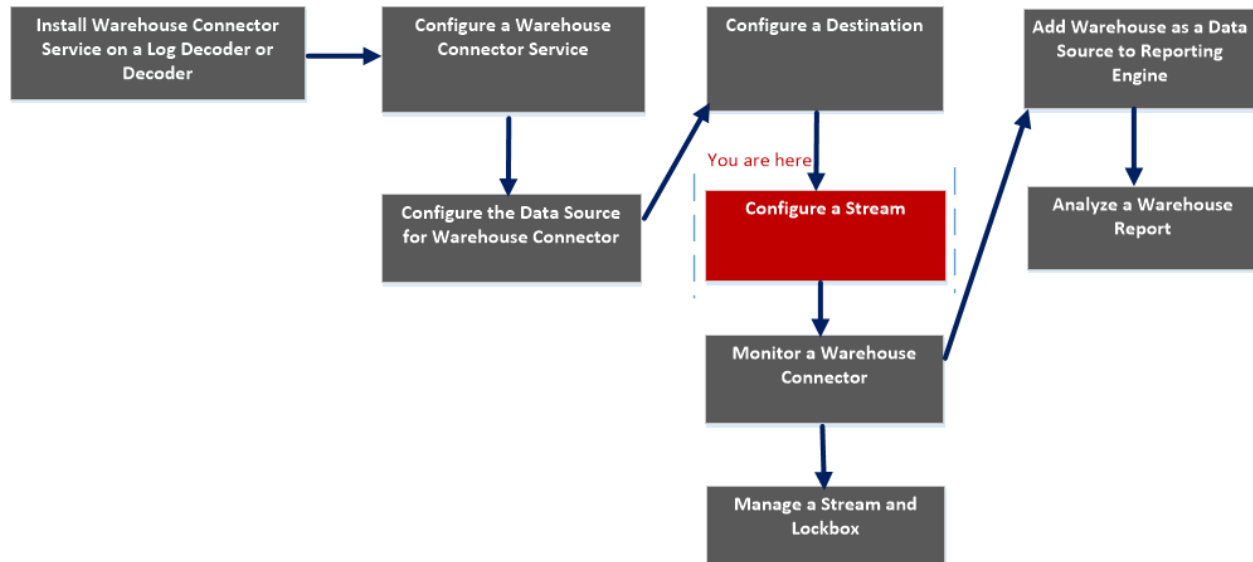 Install Warehouse Connector
Service on a Log Decoder or
Decoder
Configure a Warehouse
Connector Service
Configure the Data Source
for Warehouse Connector
Configure a Destination
You are here
Configure a Stream
Monitor a Warehouse
Connector
Manage a Stream and
Lockbox
Add Warehouse as a Data
Source to Reporting
Engine
Analyze a Warehouse
Report